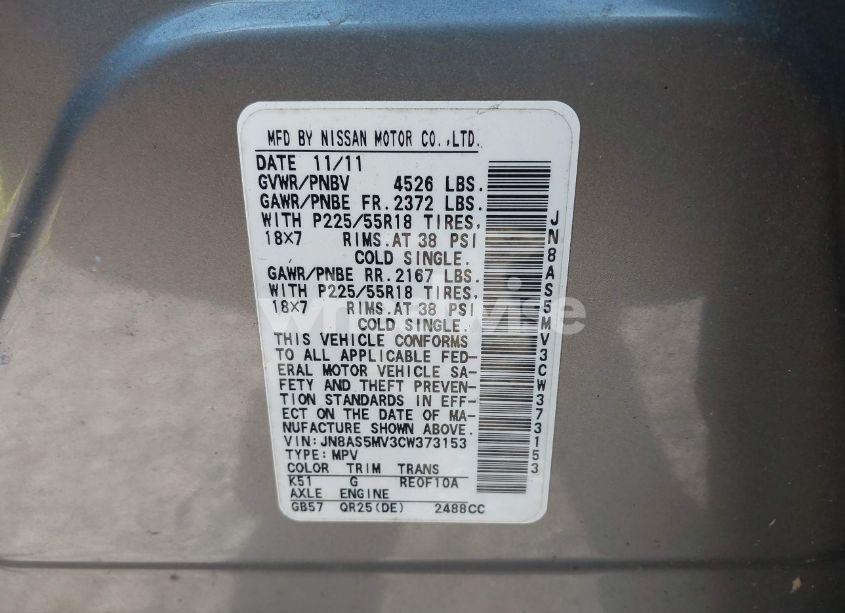 MFD BY NISSAN MOTOR CO.,LTD.
DATE 11/11
GVWR/PNBV 4526 LBS.
GAWR/PNBE FR. 2372 LBS.
WITH P225/55R18 TIRES,
18X7 RIMS. AT 38 PSI
COLD SINGLE.
GAWR/PNBE RR. 2167 LBS.
WITH P225/55R18 TIRES,
18X7 RIMS. AT 38 PSI
COLD SINGLE.
THIS VEHICLE CONFORMS
TO ALL APPLICABLE FED-
ERAL MOTOR VEHICLE SA-
FETY AND THEFT PREVEN-
TION STANDARDS IN EFF-
ECT ON THE DATE OF MA-
NUFACTURE SHOWN ABOVE.
VIN: JN8AS5MV3CW373153
TYPE: MPV
COLOR TRIM TRANS
K51 G RE0F10A
AXLE ENGINE
GB57 QR25(DE) 2488CC
JN8AS5MV3CW373153